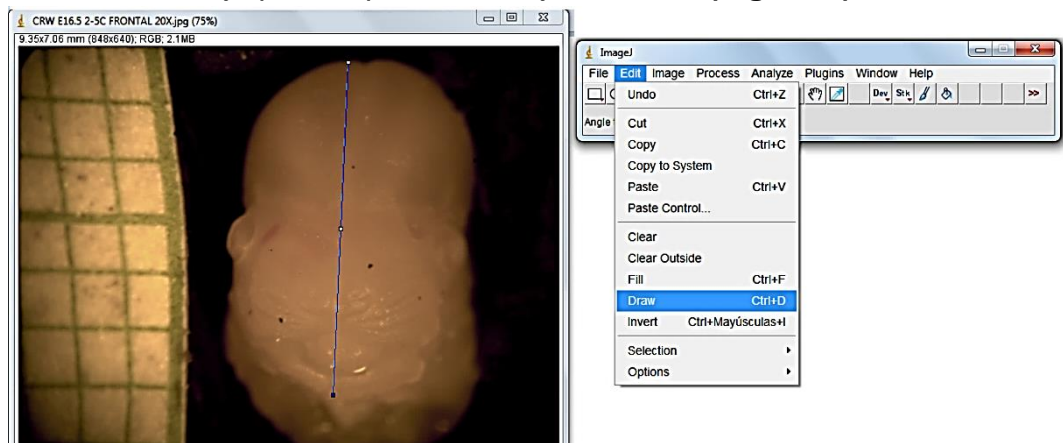 CRW E16.5 2-5C FRONTAL 20X.jpg (75%)
9.35x7.06 mm (848x640); RGB; 2.1MB
ImageJ
File Edit Image Process Analyze Plugins Window Help
Dev Stk >>
Angle
Undo Ctrl+Z
Cut Ctrl+X
Copy Ctrl+C
Copy to System
Paste Ctrl+V
Paste Control...
Clear
Clear Outside
Fill Ctrl+F
Draw Ctrl+D
Invert Ctrl+Mayúsculas+I
Selection
Options